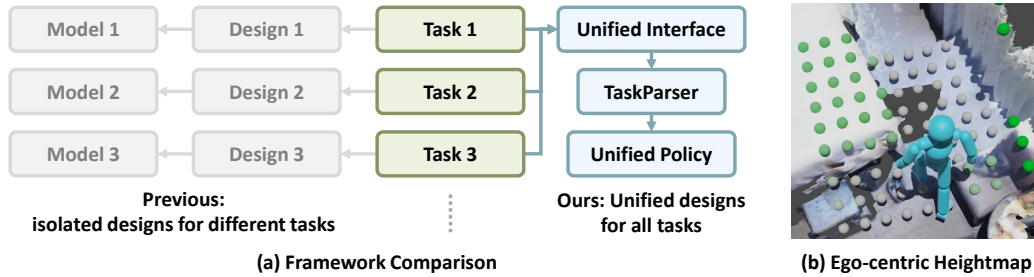 Model 1
Design 1
Task 1
Unified Interface
Model 2
Design 2
Task 2
TaskParser
Model 3
Design 3
Task 3
Unified Policy
Previous:
isolated designs for different tasks
Ours: Unified designs
for all tasks
(a) Framework Comparison
(b) Ego-centric Heightmap